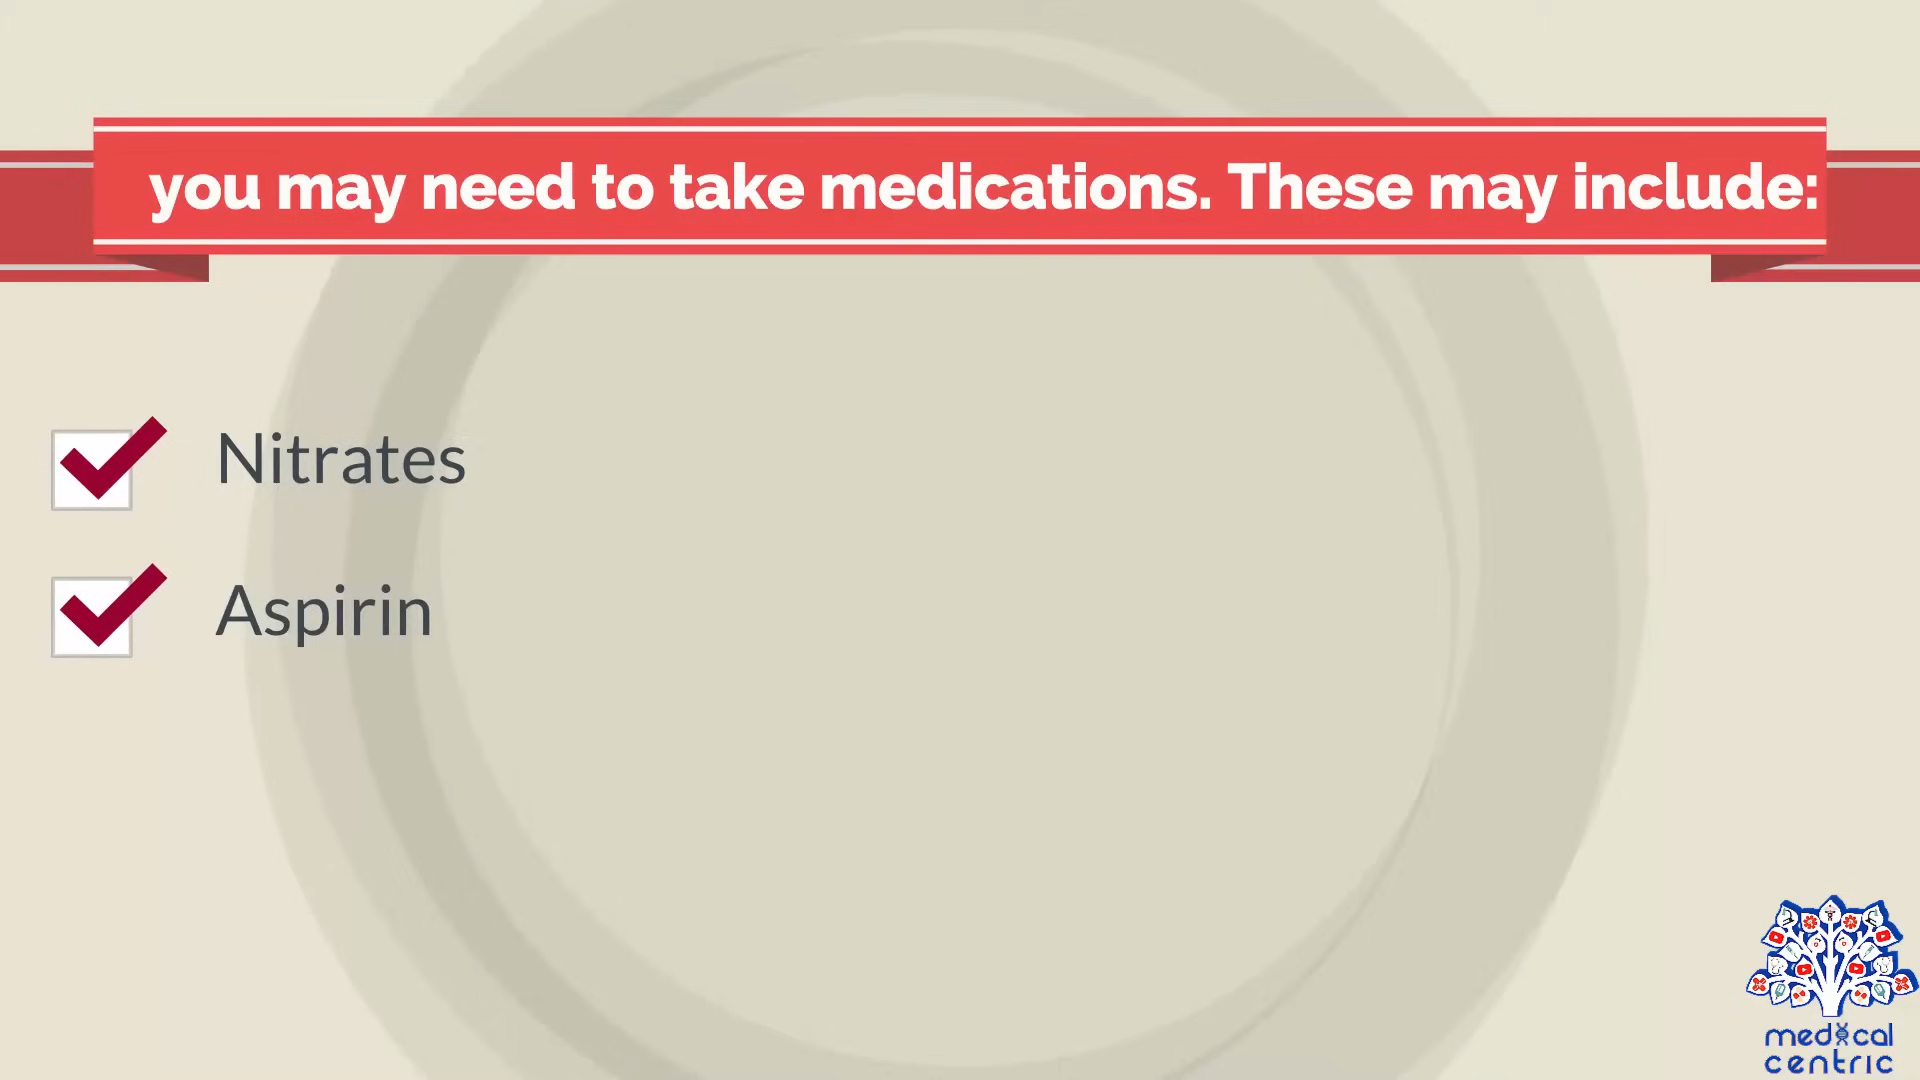 you may need to take medications. These may include:
Nitrates
Aspirin
medical
centric